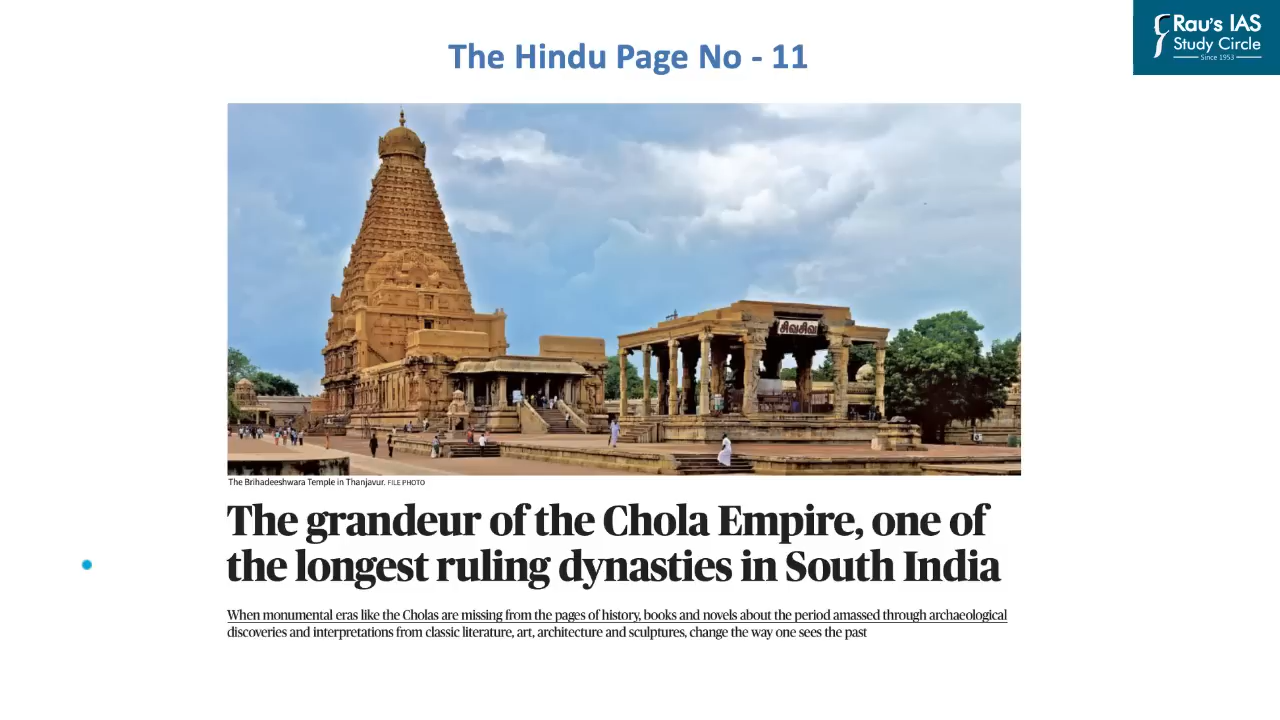 The Hindu Page No - 11
Rau's IAS
Study Circle
Since 1953
சிவசிவ
The Brihadeeshwara Temple in Thanjavur. FILE PHOTO
The grandeur of the Chola Empire, one of
the longest ruling dynasties in South India
When monumental eras like the Cholas are missing from the pages of history, books and novels about the period amassed through archaeological
discoveries and interpretations from classic literature, art, architecture and sculptures, change the way one sees the past